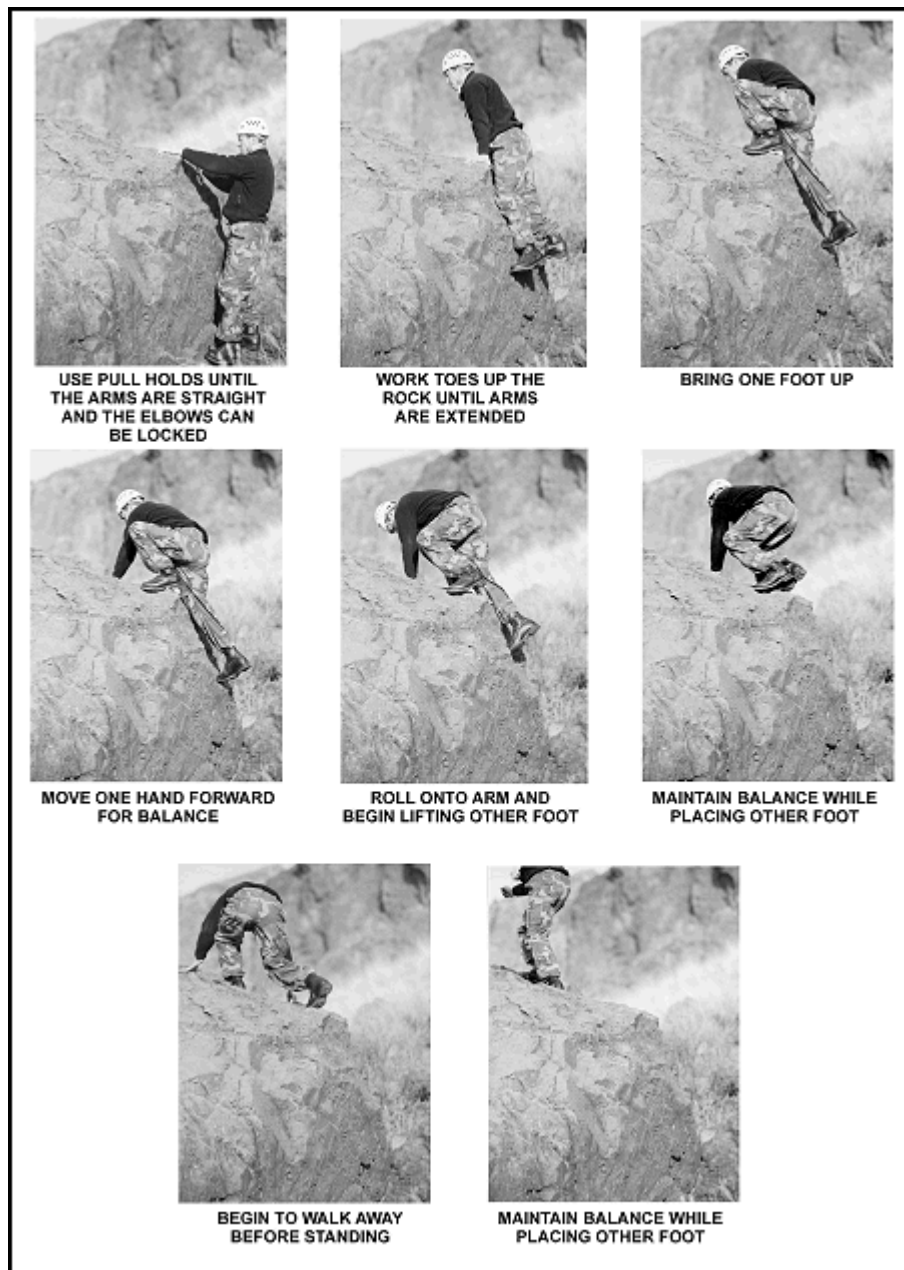 USE PULL HOLDS UNTIL
THE ARMS ARE STRAIGHT
AND THE ELBOWS CAN
BE LOCKED
WORK TOES UP THE
ROCK UNTIL ARMS
ARE EXTENDED
BRING ONE FOOT UP
MOVE ONE HAND FORWARD
FOR BALANCE
ROLL ONTO ARM AND
BEGIN LIFTING OTHER FOOT
MAINTAIN BALANCE WHILE
PLACING OTHER FOOT
BEGIN TO WALK AWAY
BEFORE STANDING
MAINTAIN BALANCE WHILE
PLACING OTHER FOOT